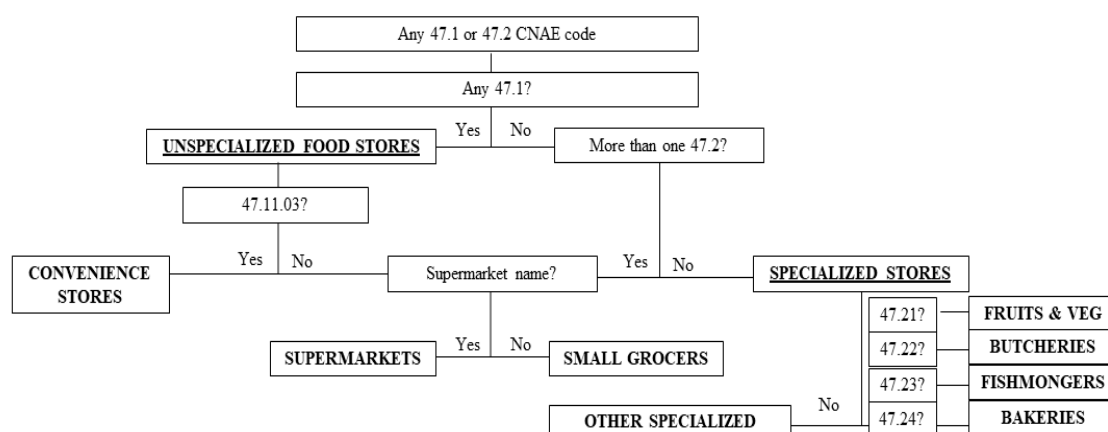 Any 47.1 or 47.2 CNAE code
Any 47.1?
Yes No
UNSPECIALIZED FOOD STORES
More than one 47.2?
47.11.03?
Yes No
Yes No
CONVENIENCE
STORES
Supermarket name?
SPECIALIZED STORES
47.21?
FRUITS & VEG
Yes No
SUPERMARKETS
SMALL GROCERS
47.22?
BUTCHERIES
47.23?
FISHMONGERS
No
OTHER SPECIALIZED
47.24?
BAKERIES